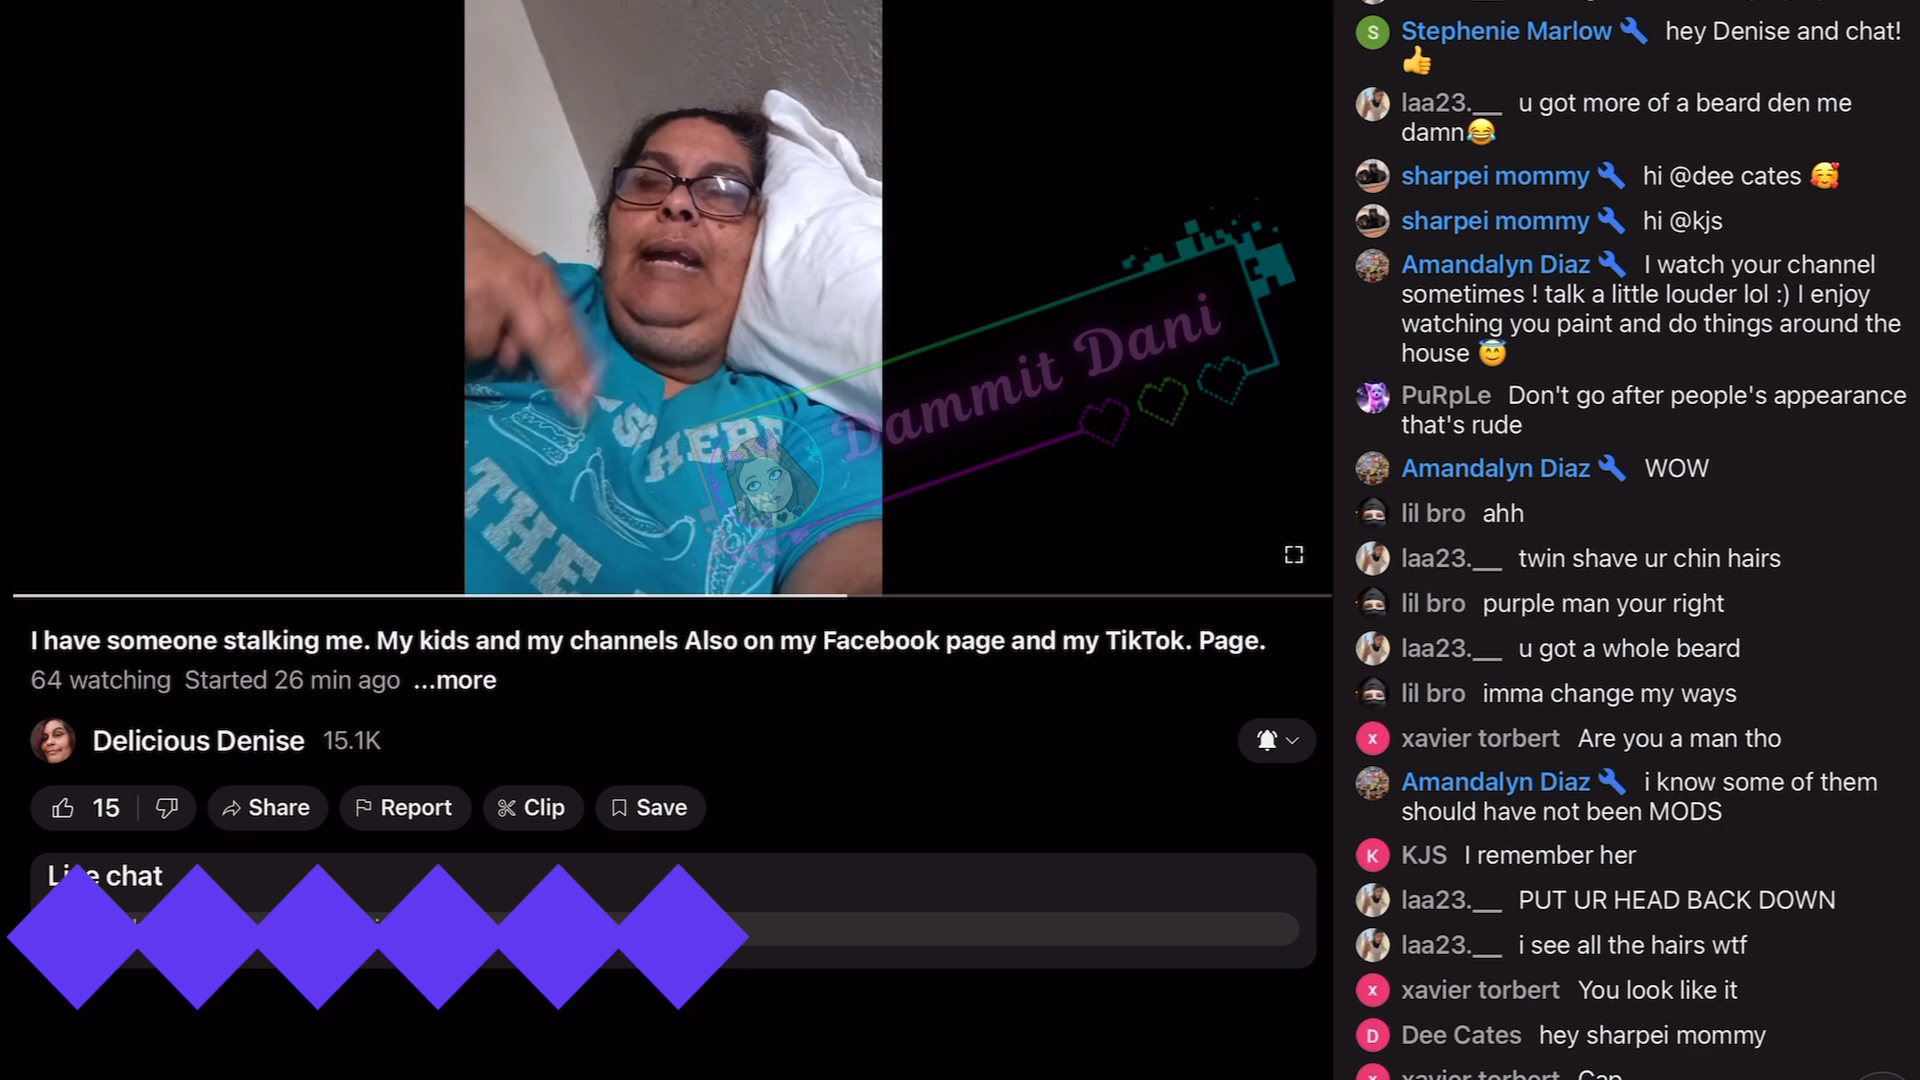 S HERE
THE
Dammit Dani
I have someone stalking me. My kids and my channels Also on my Facebook page and my TikTok. Page.
64 watching Started 26 min ago ...more
Delicious Denise 15.1K
15 Share Report Clip Save
Live chat
S Stephenie Marlow hey Denise and chat!
👍
laa23.__ u got more of a beard den me
damn😂
sharpei mommy hi @dee cates 🥰
sharpei mommy hi @kjs
Amandalyn Diaz I watch your channel
sometimes ! talk a little louder lol :) I enjoy
watching you paint and do things around the
house 😇
PuRpLe Don't go after people's appearance
that's rude
Amandalyn Diaz WOW
lil bro ahh
laa23.__ twin shave ur chin hairs
lil bro purple man your right
laa23.__ u got a whole beard
lil bro imma change my ways
x xavier torbert Are you a man tho
Amandalyn Diaz i know some of them
should have not been MODS
K KJS I remember her
laa23.__ PUT UR HEAD BACK DOWN
laa23.__ i see all the hairs wtf
x xavier torbert You look like it
D Dee Cates hey sharpei mommy
xavier torbert